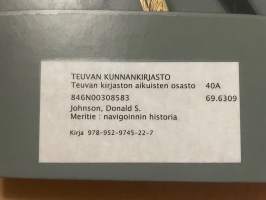 TEUVAN KUNNANKIRJASTO
Teuvan kirjaston aikuisten osasto 40A
846N00308583 69.6309
Johnson, Donald S.
Meritie : navigoinnin historia
Kirja 978-952-9745-22-7